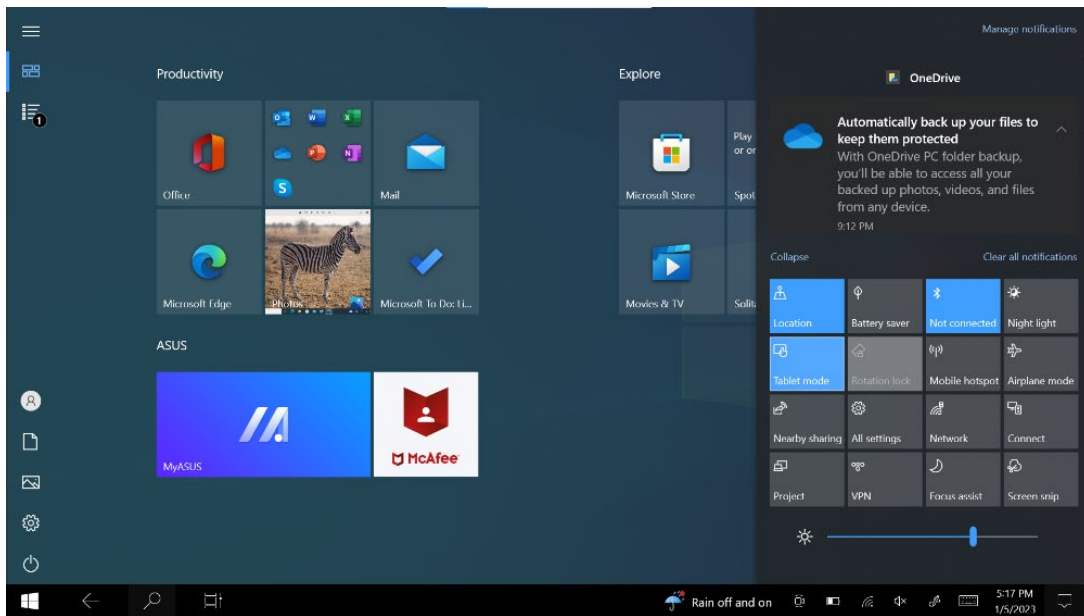 Manage notifications
1
Productivity
Explore
OneDrive
Automatically back up your files to
keep them protected
With OneDrive PC folder backup,
you'll be able to access all your
backed up photos, videos, and files
from any device.
9:12 PM
Office
Mail
Microsoft Store
Play
or or
Spot
Microsoft Edge
Photos
Microsoft To Do: Li...
Movies & TV
Solita
Collapse
Clear all notifications
Location
Battery saver
Not connected
Night light
Tablet mode
Rotation lock
Mobile hotspot
Airplane mode
Nearby sharing
All settings
Network
Connect
Project
VPN
Focus assist
Screen snip
ASUS
MyASUS
McAfee
Rain off and on
5:17 PM
1/5/2023